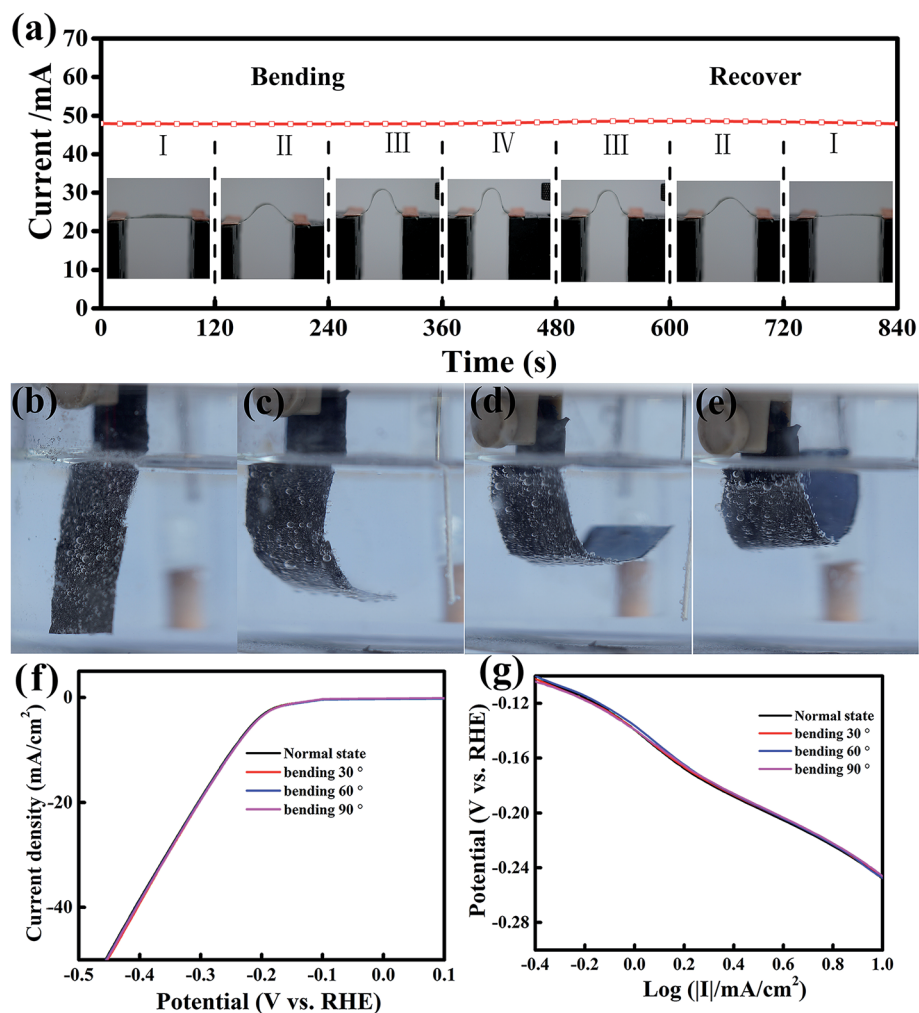 (a)
70
60
50
40
30
20
10
0
Current /mA
Bending
Recover
I
II
III
IV
III
II
I
0 120 240 360 480 600 720 840
Time (s)
(b)
(c)
(d)
(e)
(f)
0
-20
-40
Current density (mA/cm²)
Normal state
bending 30 °
bending 60 °
bending 90 °
-0.5 -0.4 -0.3 -0.2 -0.1 0.0 0.1
Potential (V vs. RHE)
(g)
-0.12
-0.16
-0.20
-0.24
-0.28
Potential (V vs. RHE)
Normal state
bending 30 °
bending 60 °
bending 90 °
-0.4 -0.2 0.0 0.2 0.4 0.6 0.8 1.0
Log (|I|/mA/cm²)